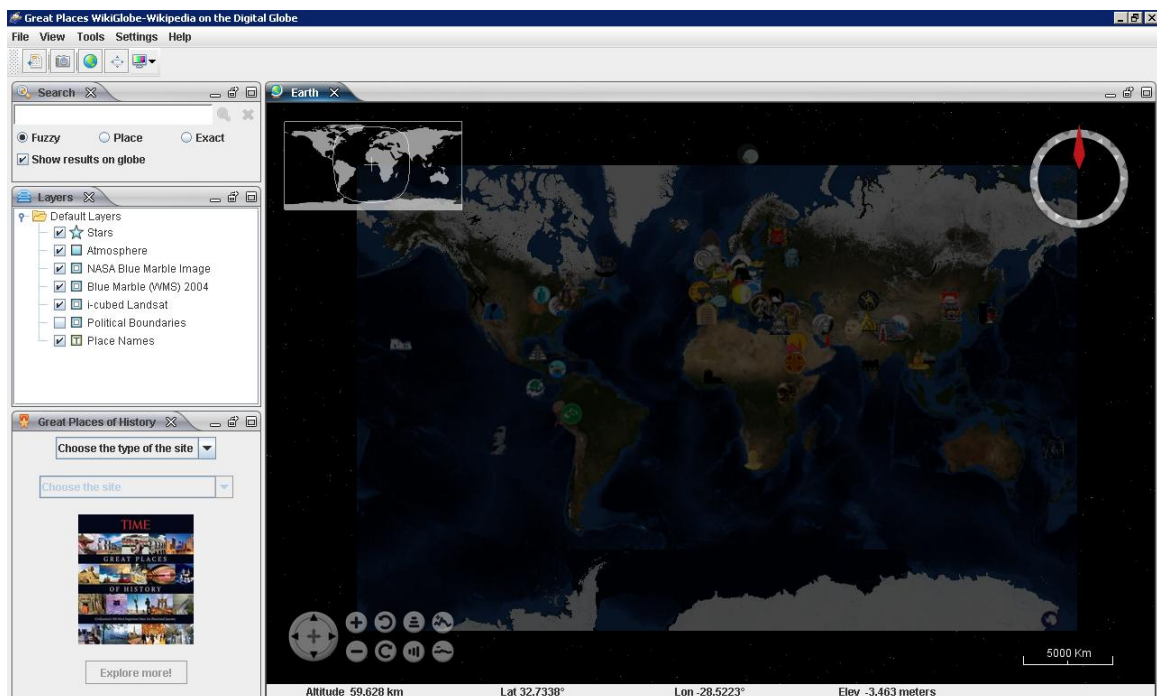 Great Places WikiGlobe-Wikipedia on the Digital Globe
File View Tools Settings Help
Search
Fuzzy Place Exact
Show results on globe
Layers
Default Layers
Stars
Atmosphere
NASA Blue Marble Image
Blue Marble (WMS) 2004
i-cubed Landsat
Political Boundaries
T Place Names
Great Places of History
Choose the type of the site
Choose the site
TIME
GREAT PLACES
OF HISTORY
Explore more!
Earth
5000 Km
Altitude 59,628 km Lat 32.7338° Lon -28.5223° Elev -3,463 meters